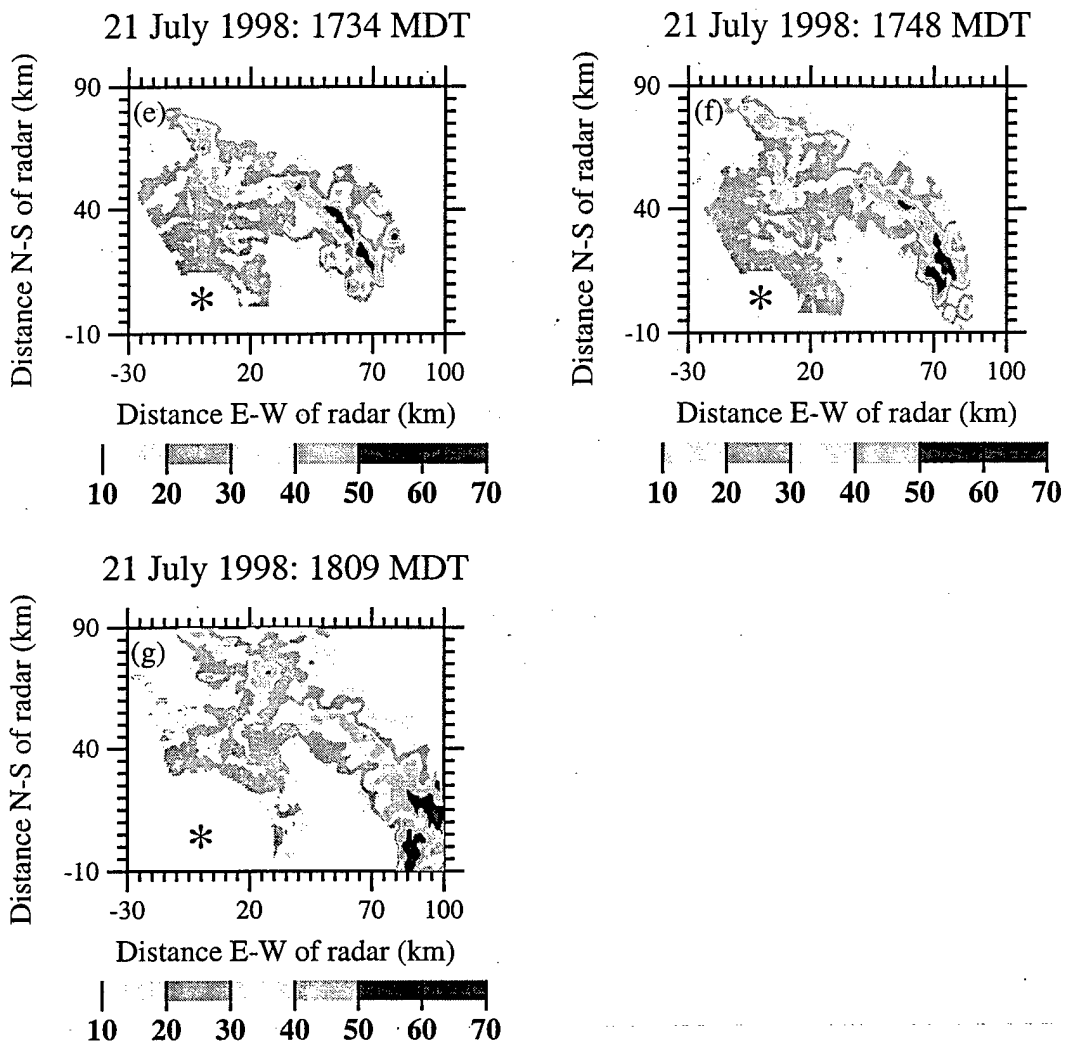 21 July 1998: 1734 MDT
Distance N-S of radar (km)
90
40
-10
(e)
*
-30 20 70 100
Distance E-W of radar (km)
10 20 30 40 50 60 70
21 July 1998: 1748 MDT
Distance N-S of radar (km)
90
40
-10
(f)
*
-30 20 70 100
Distance E-W of radar (km)
10 20 30 40 50 60 70
21 July 1998: 1809 MDT
Distance N-S of radar (km)
90
40
-10
(g)
*
-30 20 70 100
Distance E-W of radar (km)
10 20 30 40 50 60 70